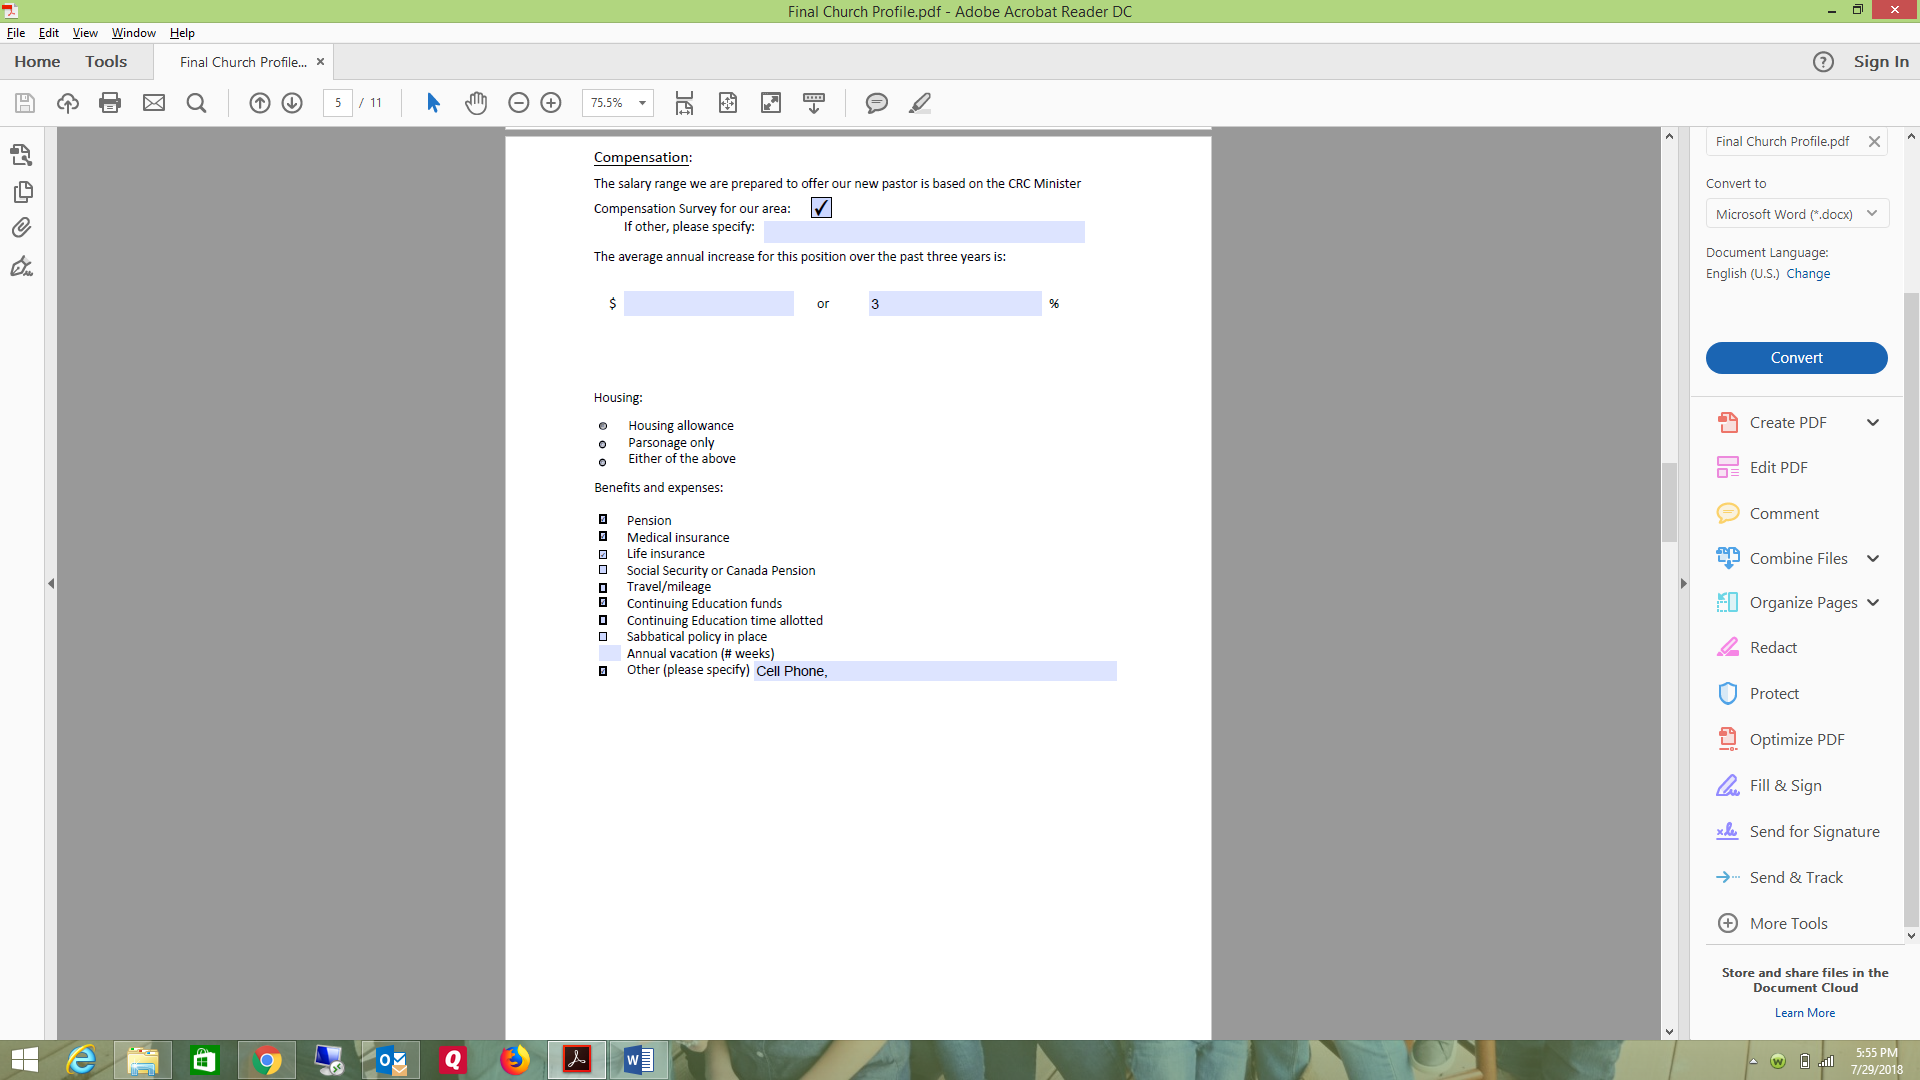 Final Church Profile.pdf - Adobe Acrobat Reader DC
File Edit View Window Help
Home Tools Final Church Profile... × ? Sign In
5 / 11 75.5%
Compensation:
The salary range we are prepared to offer our new pastor is based on the CRC Minister
Compensation Survey for our area: ✓
If other, please specify:
The average annual increase for this position over the past three years is:
$ or 3 %
Housing:
Housing allowance
Parsonage only
Either of the above
Benefits and expenses:
Pension
Medical insurance
Life insurance
Social Security or Canada Pension
Travel/mileage
Continuing Education funds
Continuing Education time allotted
Sabbatical policy in place
Annual vacation (# weeks)
Other (please specify) Cell Phone,
Final Church Profile.pdf
Convert to
Microsoft Word (*.docx)
Document Language:
English (U.S.) Change
Convert
Create PDF
Edit PDF
Comment
Combine Files
Organize Pages
Redact
Protect
Optimize PDF
Fill & Sign
Send for Signature
Send & Track
More Tools
Store and share files in the
Document Cloud
Learn More
5:55 PM
7/29/2018